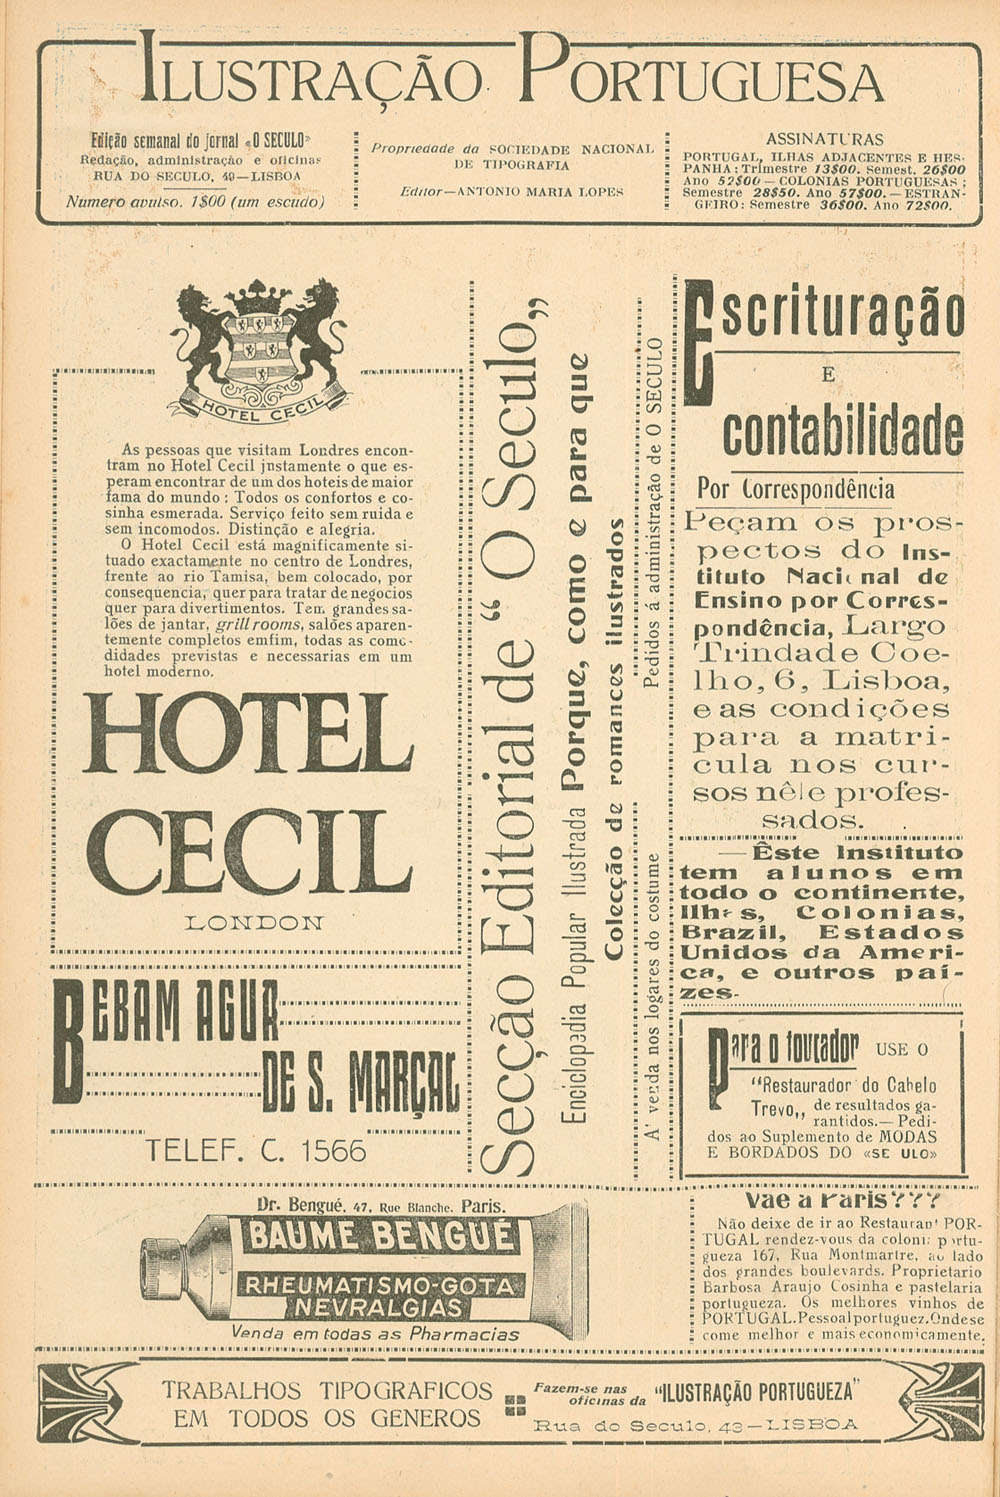 ILUSTRAÇÃO PORTUGUESA
Edição semanal do jornal «O SECULO»
Redação, administração e oficinas
RUA DO SECULO, 49—LISBOA
Numero avulso. 1$00 (um escudo)
Propriedade da SOCIEDADE NACIONAL
DE TIPOGRAFIA
Editor—ANTONIO MARIA LOPES
ASSINATURAS
PORTUGAL, ILHAS ADJACENTES E HES-
PANHA: Trimestre 13$00. Semest. 26$00
Ano 52$00—COLONIAS PORTUGUESAS:
Semestre 28$50. Ano 57$00.—ESTRAN-
GEIRO: Semestre 36$00. Ano 72$00.
HOTEL CECIL
As pessoas que visitam Londres encon-
tram no Hotel Cecil justamente o que es-
peram encontrar de um dos hoteis de maior
fama do mundo: Todos os confortos e co-
sinha esmerada. Serviço feito sem ruida e
sem incomodos. Distinção e alegria.
O Hotel Cecil está magnificamente si-
tuado exactamente no centro de Londres,
frente ao rio Tamisa, bem colocado, por
consequencia, quer para tratar de negocios
quer para divertimentos. Tem grandes sa-
lões de jantar, grill rooms, salões aparen-
temente completos emfim, todas as como-
didades previstas e necessarias em um
hotel moderno.
HOTEL
CECIL
LONDON
BEBAM AGUA
DE S. MARÇAL
TELEF. C. 1566
Secção Editorial de “ O Seculo„
Enciclopedia Popular Ilustrada Porque, como e para que
Colecção de romances ilustrados
A' venda nos logares do costume
Pedidos á administração de O SECULO
Escrituração
E
contabilidade
Por Correspondência
Peçam os pros-
pectos do Ins-
tituto Nacional de
Ensino por Corres-
pondência, Largo
Trindade Coe-
lho, 6, Lisboa,
e as condições
para a matri-
cula nos cur-
sos nêle profes-
sados.
—Êste Instituto
tem alunos em
todo o continente,
Ilhas, Colonias,
Brazil, Estados
Unidos da Ameri-
ca, e outros paí-
zes.
Para o toucador USE O
“Restaurador do Cabelo
Trevo„ de resultados ga-
rantidos.—Pedi-
dos ao Suplemento de MODAS
E BORDADOS DO «SE ULO»
Dr. Bengué, 47, Rue Blanche, Paris.
BAUME BENGUÉ
RHEUMATISMO-GOTA
NEVRALGIAS
Venda em todas as Pharmacias
Vae a Paris???
Não deixe de ir ao Restaurant POR-
TUGAL rendez-vous da colonia portu-
gueza 167, Rua Montmartre, ao lado
dos grandes boulevards. Proprietario
Barbosa Araujo Cosinha e pastelaria
portugueza. Os melhores vinhos de
PORTUGAL. Pessoal portuguez. Onde se
come melhor e mais economicamente.
TRABALHOS TIPOGRAFICOS
EM TODOS OS GENEROS
Fazem-se nas
oficinas da “ILUSTRAÇÃO PORTUGUEZA”
Rua do Seculo, 43—LISBOA